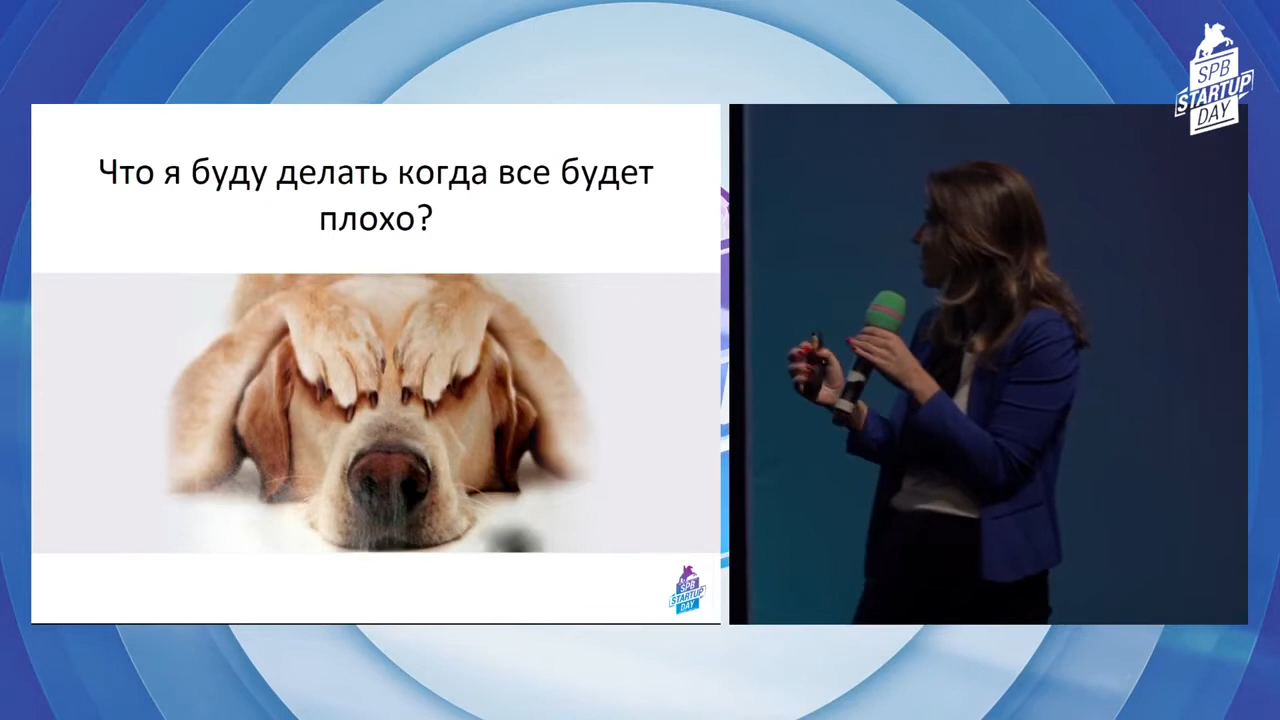 Что я буду делать когда все будет
плохо?
SPB
STARTUP
DAY
SPB
STARTUP
DAY